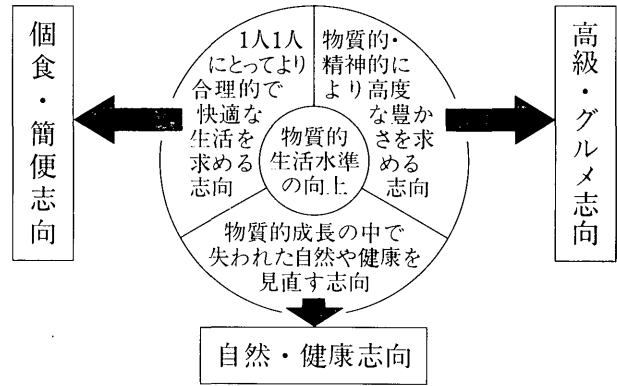 個食・簡便志向
1人1人
にとってより
合理的で
快適な
生活を
求める
志向
物質的・
精神的に
より高度
な豊か
さを求
める
志向
物質的
生活水準
の向上
物質的成長の中で
失われた自然や健康を
見直す志向
高級・グルメ志向
自然・健康志向